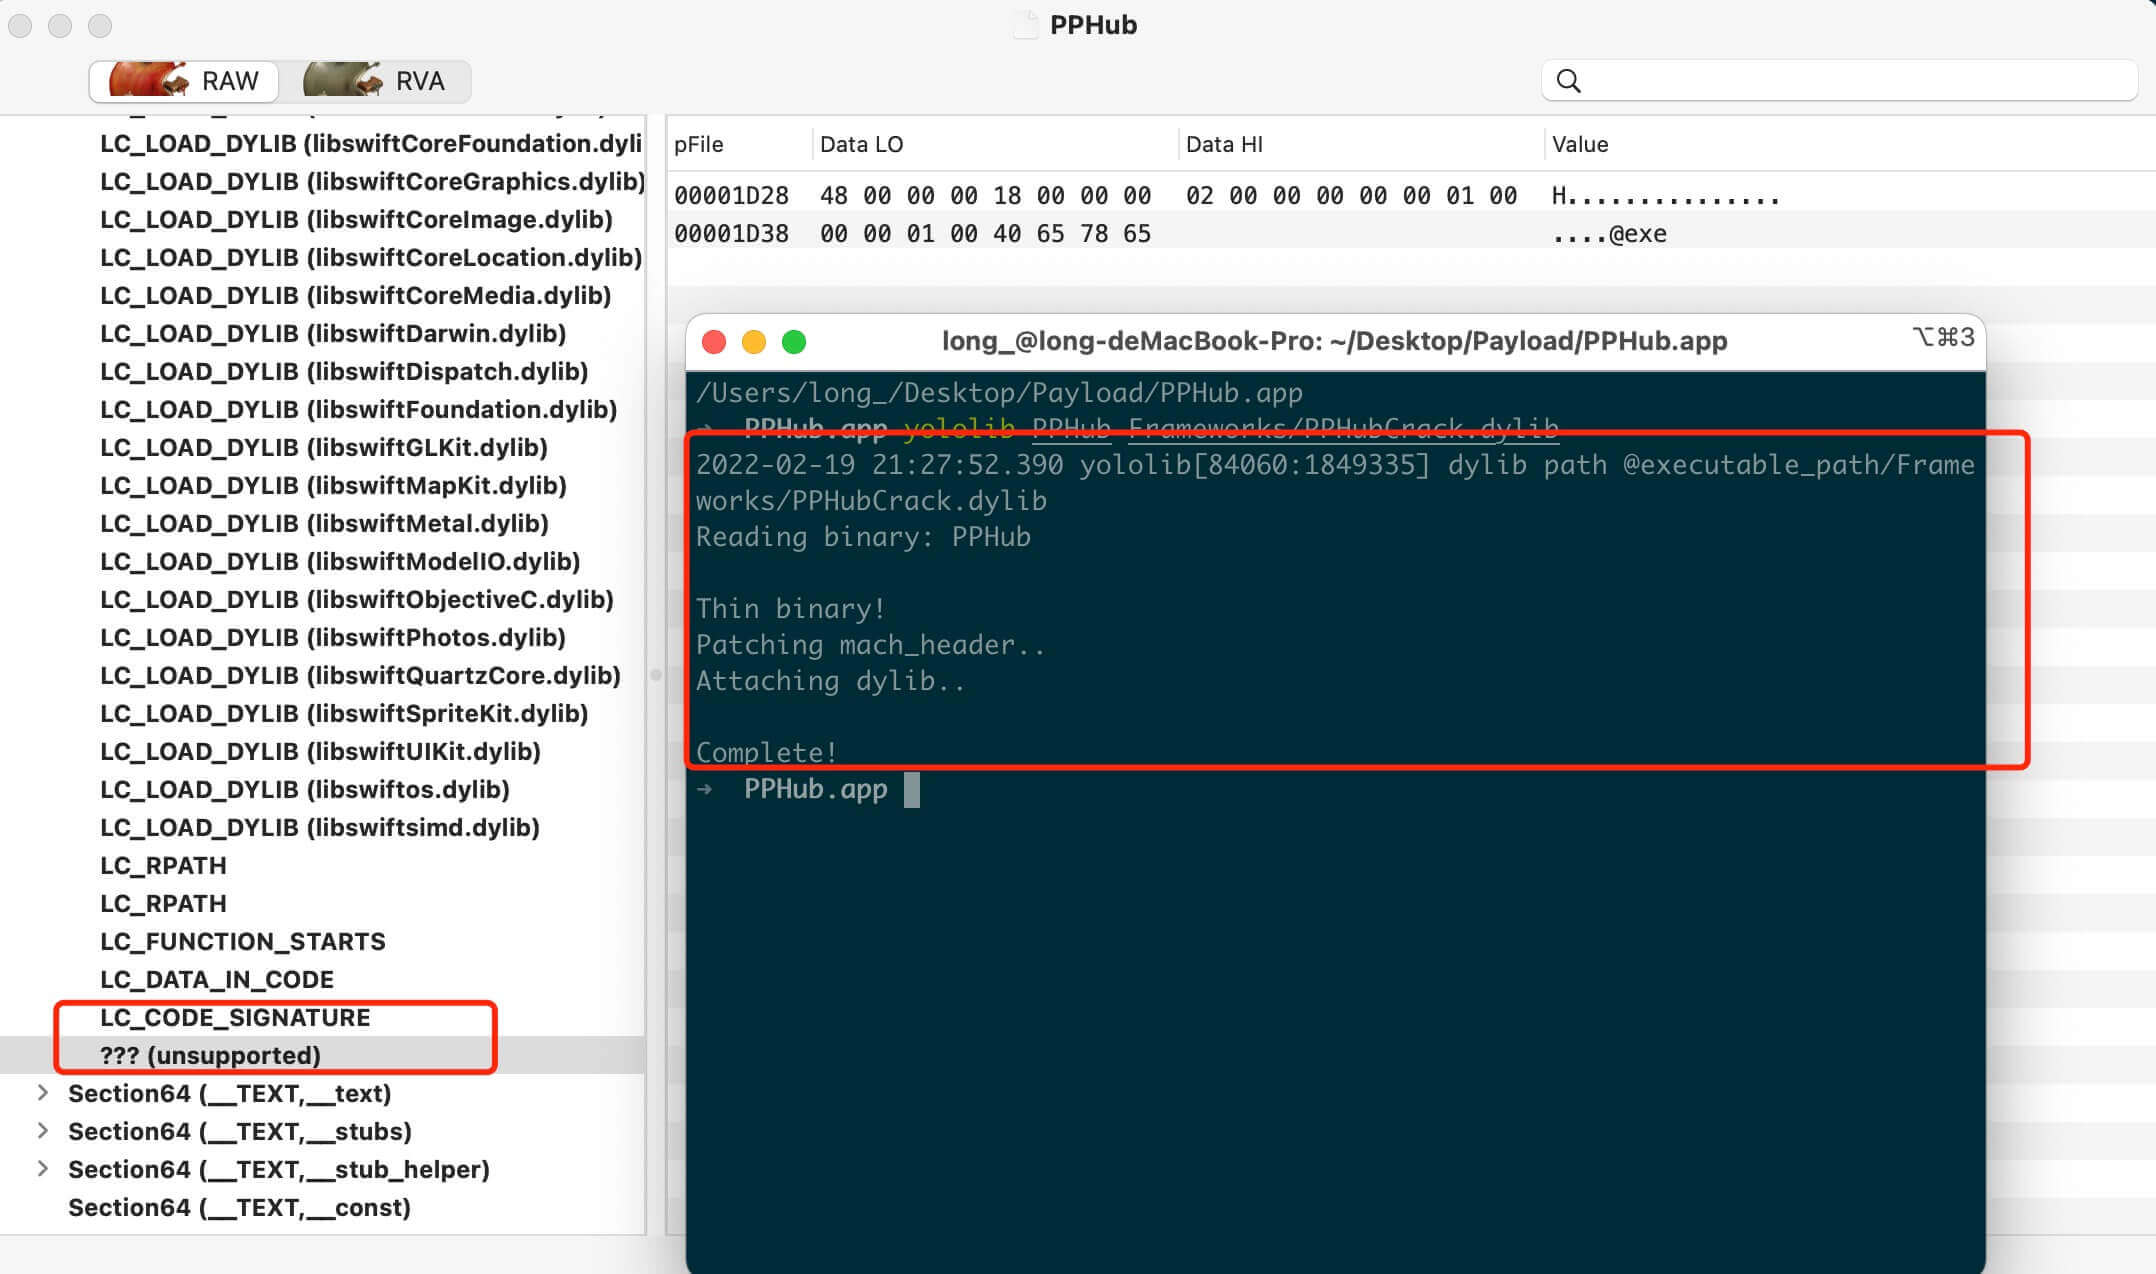 PPHub
RAW
RVA
LC_LOAD_DYLIB (libswiftCoreFoundation.dyli
LC_LOAD_DYLIB (libswiftCoreGraphics.dylib)
LC_LOAD_DYLIB (libswiftCoreImage.dylib)
LC_LOAD_DYLIB (libswiftCoreLocation.dylib)
LC_LOAD_DYLIB (libswiftCoreMedia.dylib)
LC_LOAD_DYLIB (libswiftDarwin.dylib)
LC_LOAD_DYLIB (libswiftDispatch.dylib)
LC_LOAD_DYLIB (libswiftFoundation.dylib)
LC_LOAD_DYLIB (libswiftGLKit.dylib)
LC_LOAD_DYLIB (libswiftMapKit.dylib)
LC_LOAD_DYLIB (libswiftMetal.dylib)
LC_LOAD_DYLIB (libswiftModelIO.dylib)
LC_LOAD_DYLIB (libswiftObjectiveC.dylib)
LC_LOAD_DYLIB (libswiftPhotos.dylib)
LC_LOAD_DYLIB (libswiftQuartzCore.dylib)
LC_LOAD_DYLIB (libswiftSpriteKit.dylib)
LC_LOAD_DYLIB (libswiftUIKit.dylib)
LC_LOAD_DYLIB (libswiftos.dylib)
LC_LOAD_DYLIB (libswiftsimd.dylib)
LC_RPATH
LC_RPATH
LC_FUNCTION_STARTS
LC_DATA_IN_CODE
LC_CODE_SIGNATURE
??? (unsupported)
Section64 (__TEXT,__text)
Section64 (__TEXT,__stubs)
Section64 (__TEXT,__stub_helper)
Section64 (__TEXT,__const)
pFile Data LO Data HI Value
00001D28 48 00 00 00 18 00 00 00 02 00 00 00 00 00 01 00 H...............
00001D38 00 00 01 00 40 65 78 65 ....@exe
long_@long-deMacBook-Pro: ~/Desktop/Payload/PPHub.app ⌥⌘3
/Users/long_/Desktop/Payload/PPHub.app
→ PPHub.app yololib PPHub Frameworks/PPHubCrack.dylib
2022-02-19 21:27:52.390 yololib[84060:1849335] dylib path @executable_path/Frame
works/PPHubCrack.dylib
Reading binary: PPHub
Thin binary!
Patching mach_header..
Attaching dylib..
Complete!
→ PPHub.app